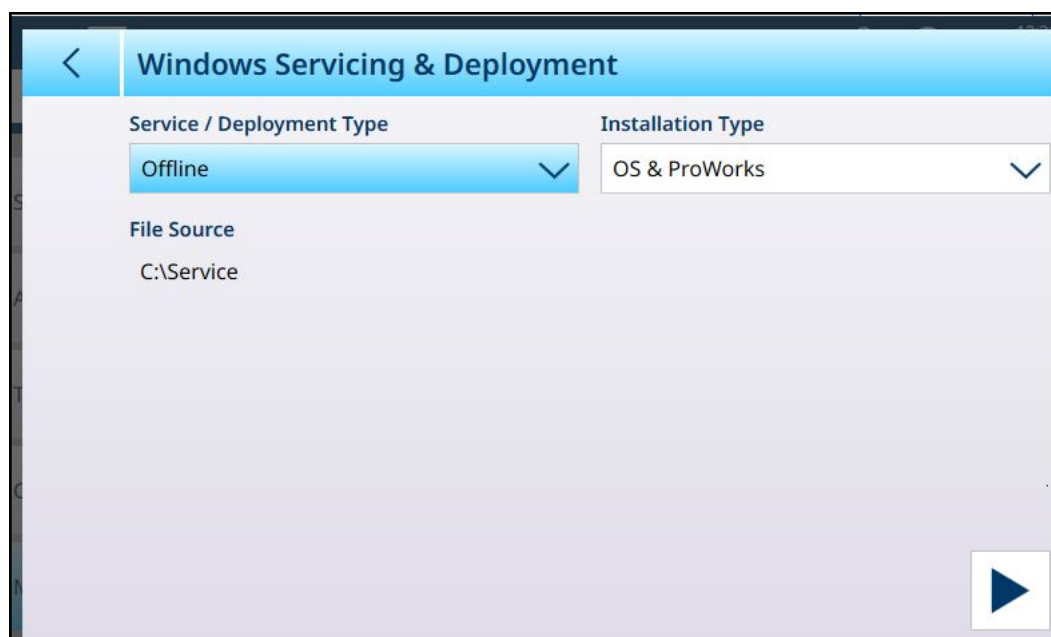 Windows Servicing & Deployment
Service / Deployment Type
Installation Type
Offline
OS & ProWorks
File Source
C:\Service